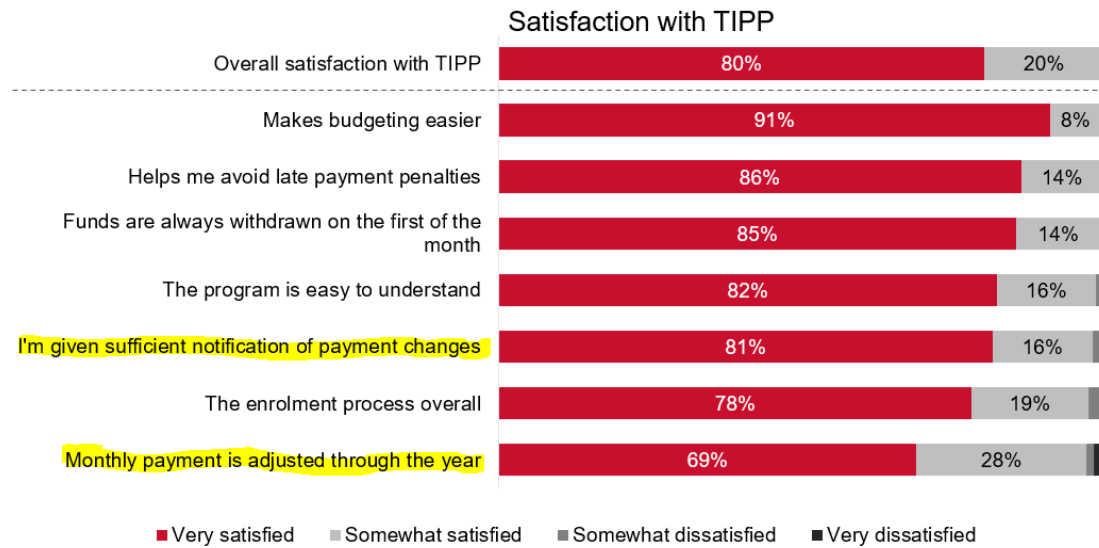 Satisfaction with TIPP
Overall satisfaction with TIPP 80% 20%
Makes budgeting easier 91% 8%
Helps me avoid late payment penalties 86% 14%
Funds are always withdrawn on the first of the
month 85% 14%
The program is easy to understand 82% 16%
I'm given sufficient notification of payment changes 81% 16%
The enrolment process overall 78% 19%
Monthly payment is adjusted through the year 69% 28%
Very satisfied Somewhat satisfied Somewhat dissatisfied Very dissatisfied